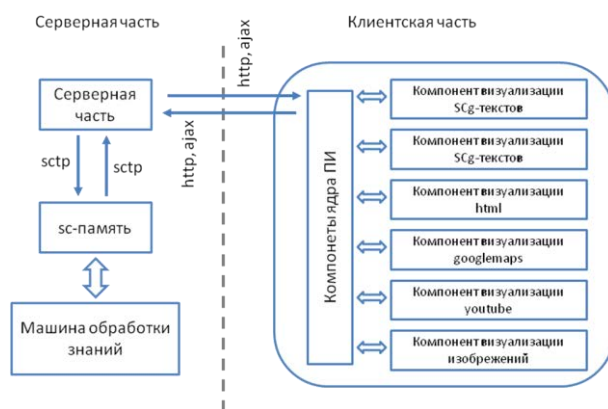 Серверная часть
Клиентская часть
http, ajax
http, ajax
Серверная
часть
sctp
sctp
sc-память
Машина обработки
знаний
Компонеты ядра ПИ
Компонент визуализации
SCg-текстов
Компонент визуализации
SCg-текстов
Компонент визуализации
html
Компонент визуализации
googlemaps
Компонент визуализации
youtube
Компонент визуализации
изобрежений